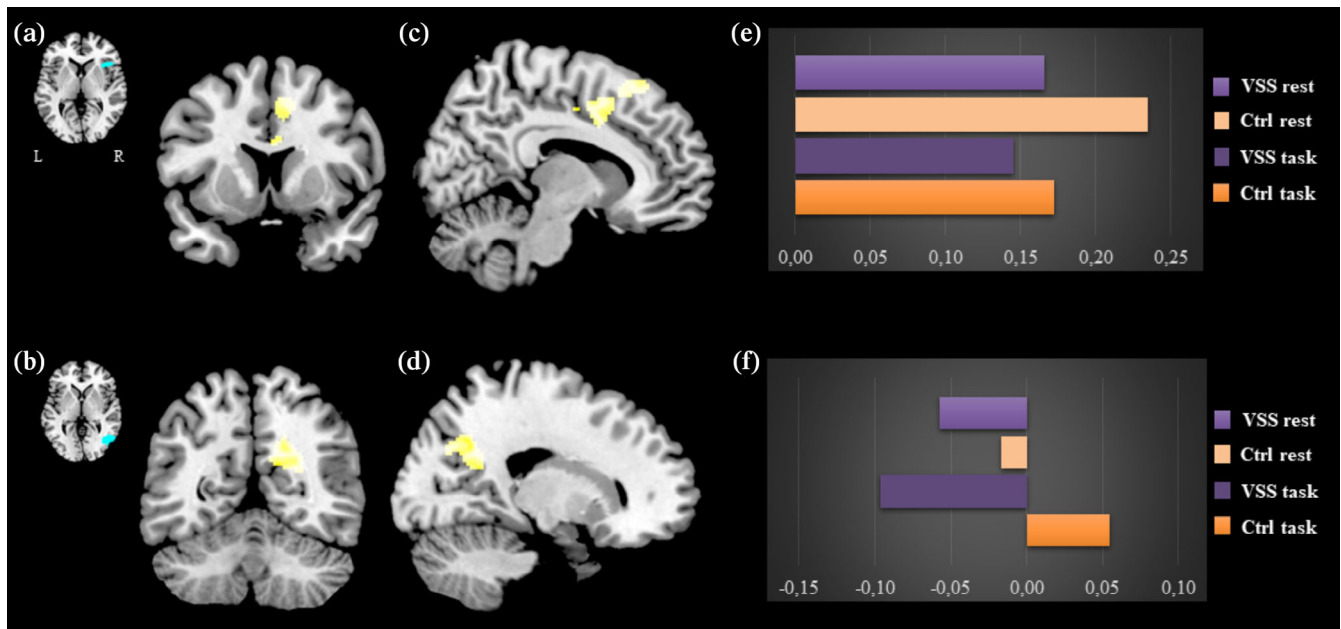 (a)
L R
(c)
(e)
VSS rest
Ctrl rest
VSS task
Ctrl task
0,00 0,05 0,10 0,15 0,20 0,25
(b)
(d)
(f)
VSS rest
Ctrl rest
VSS task
Ctrl task
-0,15 -0,10 -0,05 0,00 0,05 0,10